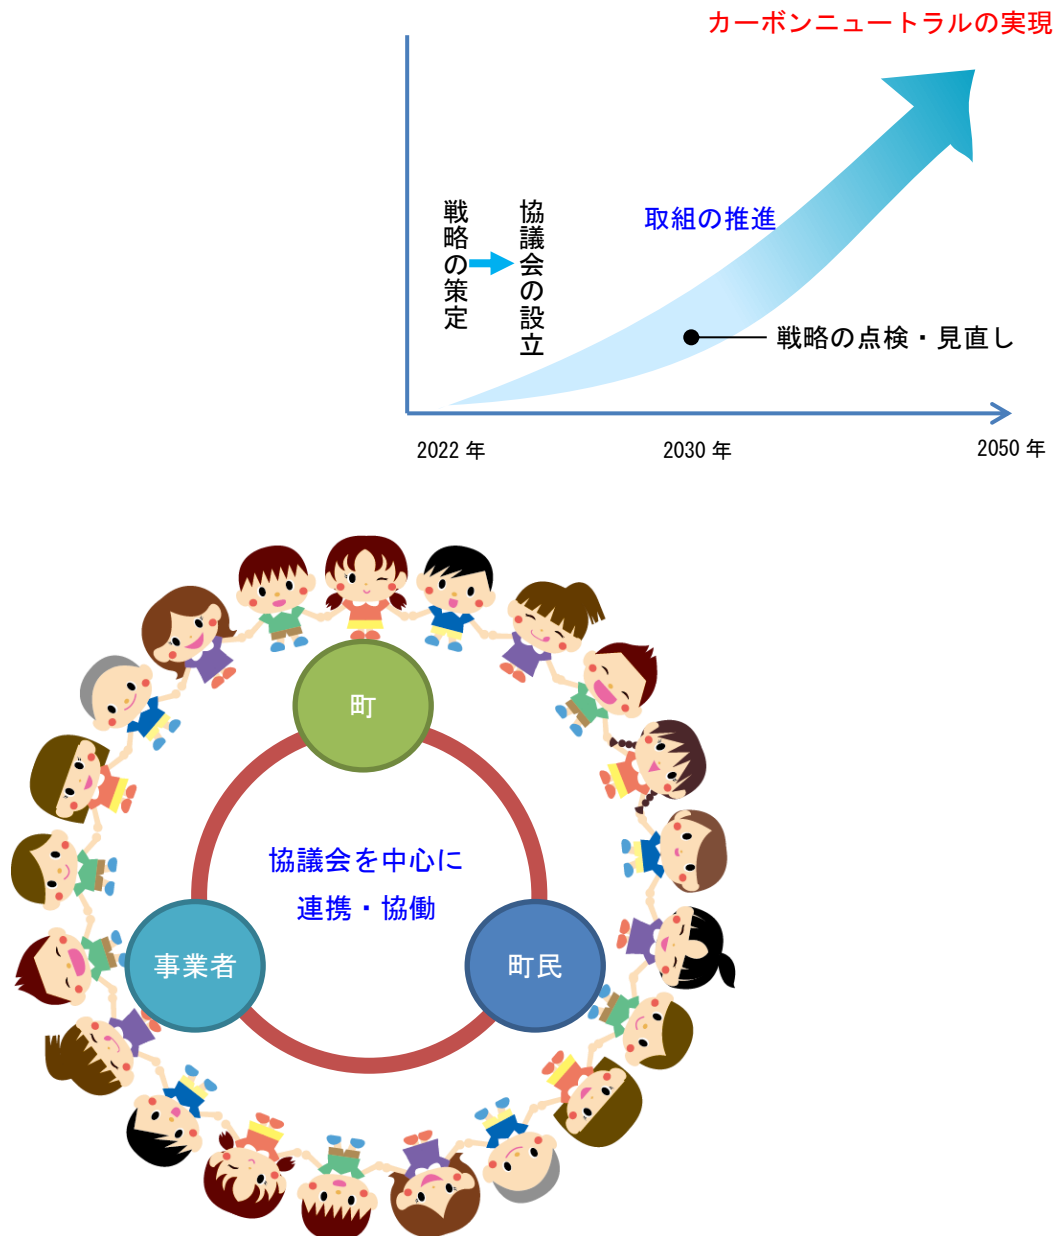 カーボンニュートラルの実現
戦略の策定
協議会の設立
取組の推進
戦略の点検・見直し
2022 年
2030 年
2050 年
町
協議会を中心に
連携・協働
事業者
町民